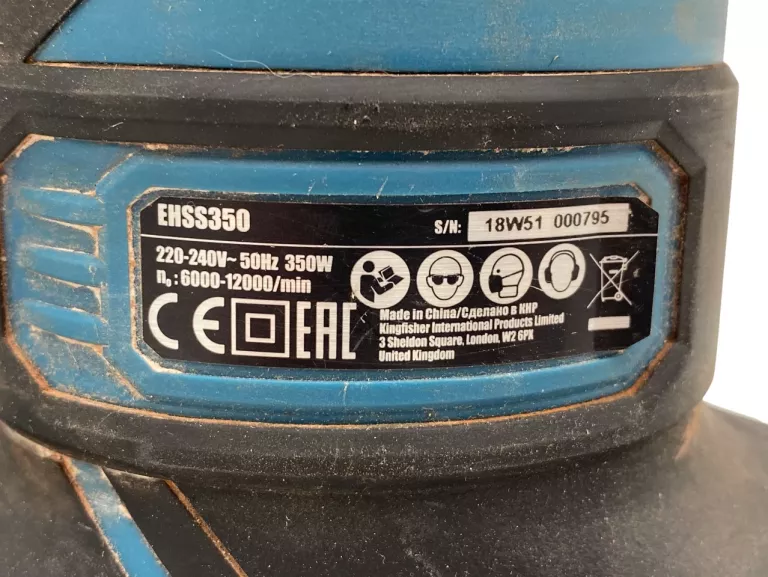 EHSS350
S/N: 18W51 000795
220-240V~ 50Hz 350W
n₀ : 6000-12000/min
CE EAC
Made in China/Сделано в КНР
Kingfisher International Products Limited
3 Sheldon Square, London, W2 6PX
United Kingdom